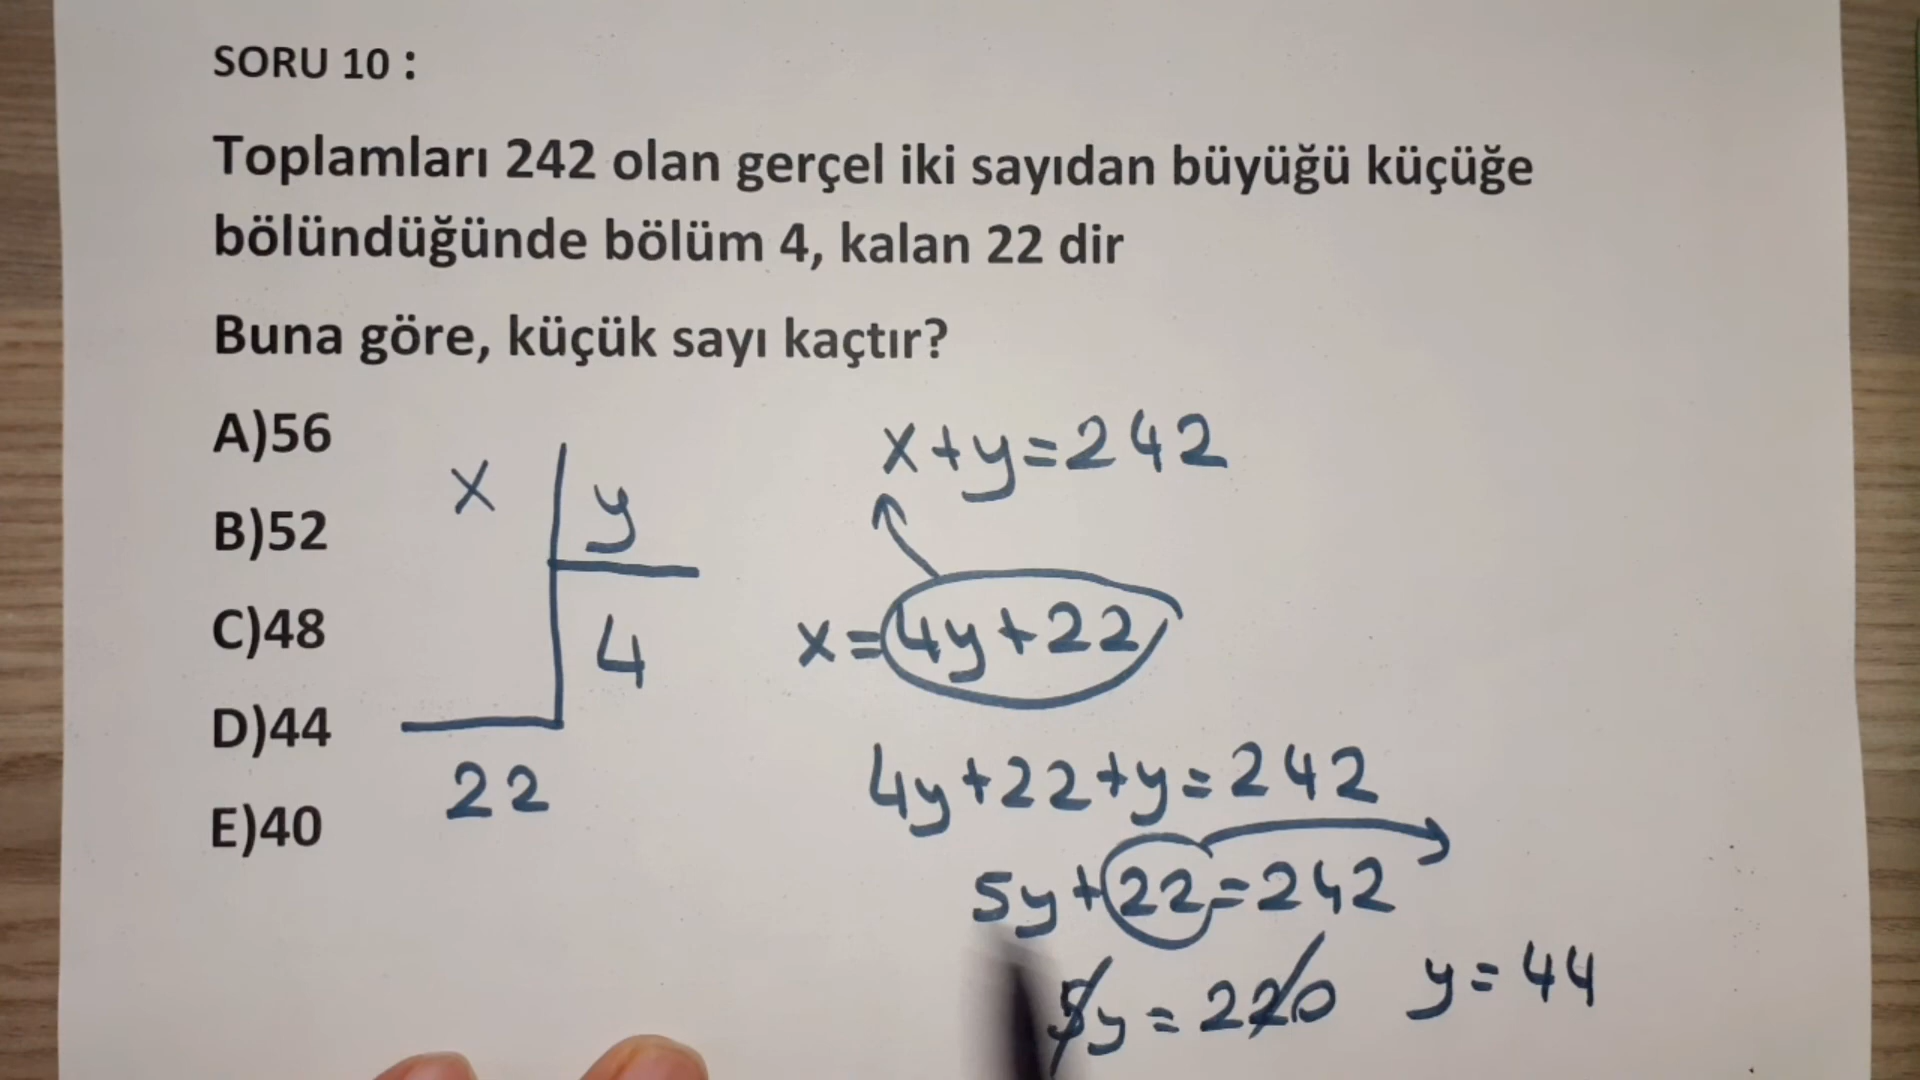 SORU 10 :
Toplamları 242 olan gerçel iki sayıdan büyüğü küçüğe
bölündüğünde bölüm 4, kalan 22 dir
Buna göre, küçük sayı kaçtır?
A)56
B)52
C)48
D)44
E)40
x y
4
22
x+y=242
x=4y+22
4y+22+y=242
5y+22=242
5y=220 y=44